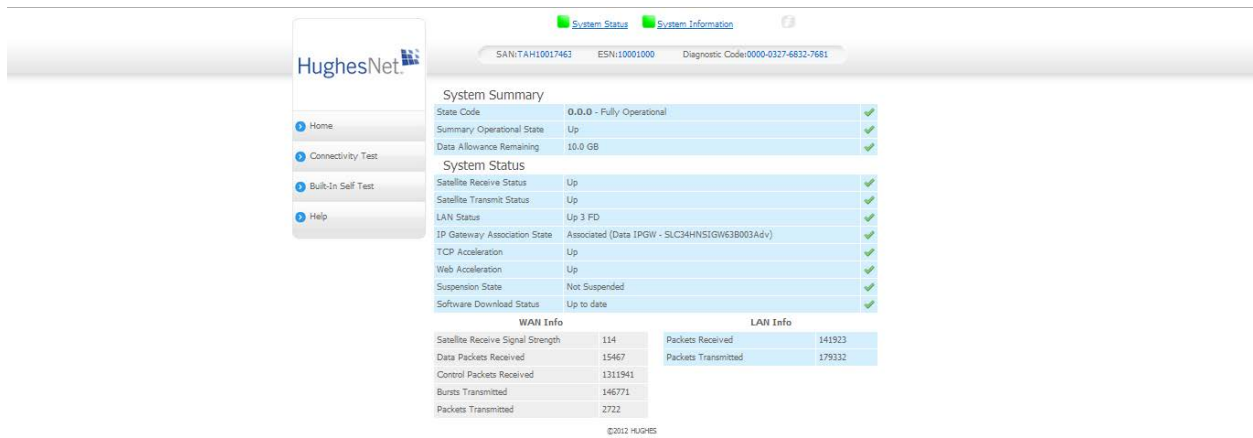 System Status System Information
HughesNet.
SAN:TAH10017463 ESN:10001000 Diagnostic Code:0000-0327-6832-7681
Home
Connectivity Test
Built-In Self Test
Help
System Summary
State Code 0.0.0 - Fully Operational
Summary Operational State Up
Data Allowance Remaining 10.0 GB
System Status
Satellite Receive Status Up
Satellite Transmit Status Up
LAN Status Up 3 FD
IP Gateway Association State Associated (Data IPGW - SLC34HNSIGW63B003Adv)
TCP Acceleration Up
Web Acceleration Up
Suspension State Not Suspended
Software Download Status Up to date
WAN Info
Satellite Receive Signal Strength 114
Data Packets Received 15467
Control Packets Received 1311941
Bursts Transmitted 146771
Packets Transmitted 2722
LAN Info
Packets Received 141923
Packets Transmitted 179332
©2012 HUGHES